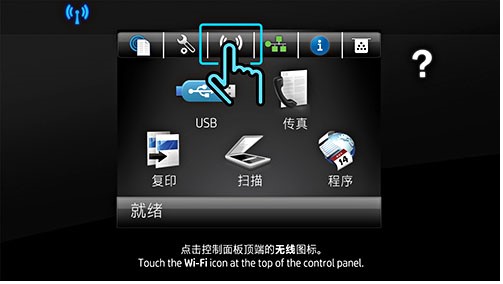 ?
USB
传真
复印
扫描
14
程序
就绪
点击控制面板顶端的无线图标。
Touch the Wi-Fi icon at the top of the control panel.